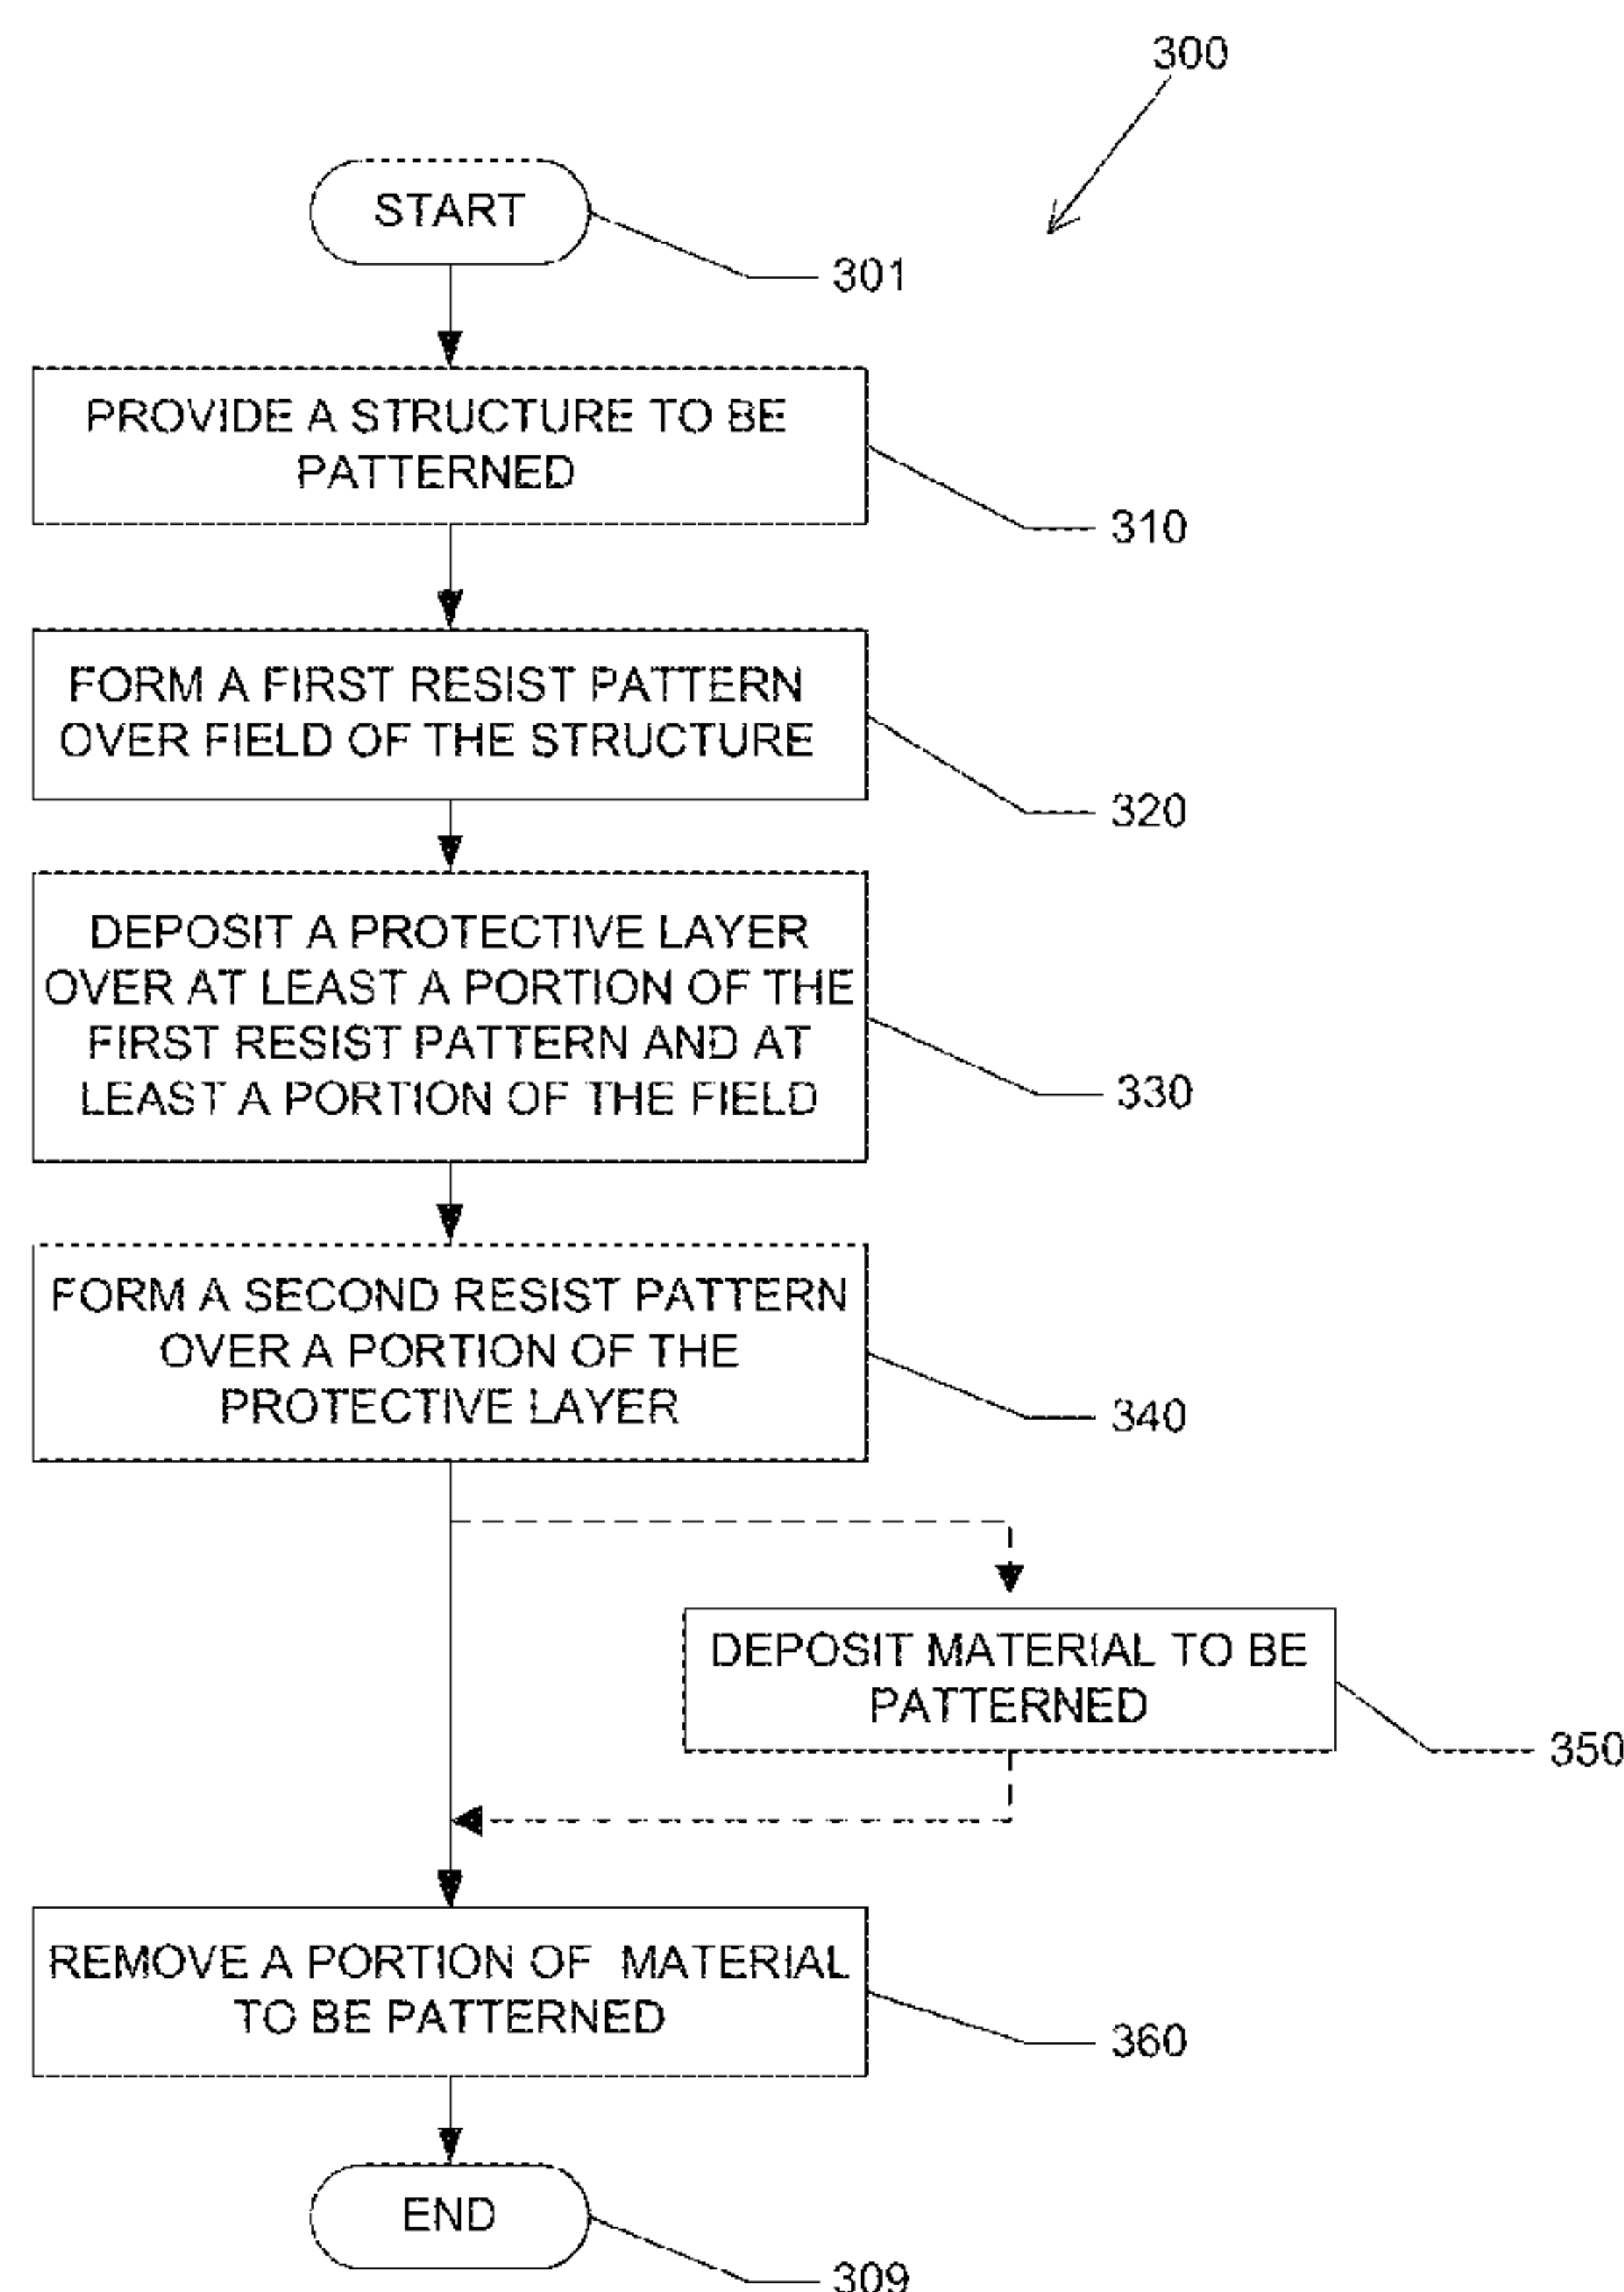 300
START
301
PROVIDE A STRUCTURE TO BE
PATTERNED
310
FORM A FIRST RESIST PATTERN
OVER FIELD OF THE STRUCTURE
320
DEPOSIT A PROTECTIVE LAYER
OVER AT LEAST A PORTION OF THE
FIRST RESIST PATTERN AND AT
LEAST A PORTION OF THE FIELD
330
FORM A SECOND RESIST PATTERN
OVER A PORTION OF THE
PROTECTIVE LAYER
340
DEPOSIT MATERIAL TO BE
PATTERNED
350
REMOVE A PORTION OF MATERIAL
TO BE PATTERNED
360
END
309